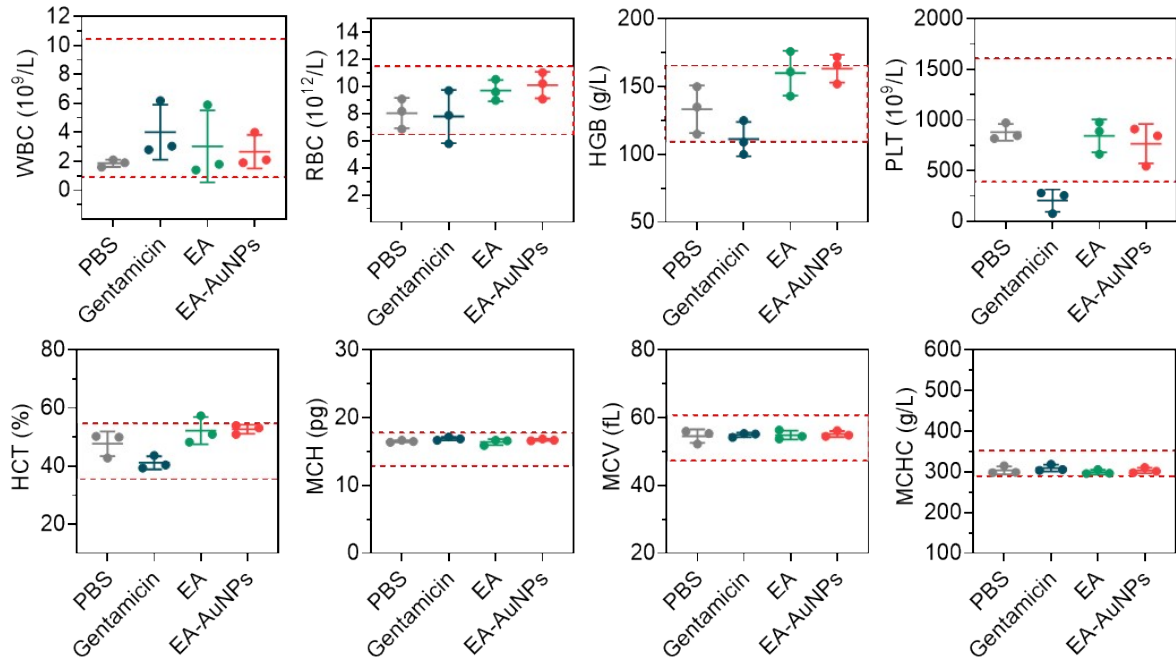 WBC (10⁹/L)
12
10
8
6
4
2
0
PBS
Gentamicin
EA
EA-AuNPs
RBC (10¹²/L)
14
12
10
8
6
4
2
PBS
Gentamicin
EA
EA-AuNPs
HGB (g/L)
200
150
100
50
PBS
Gentamicin
EA
EA-AuNPs
PLT (10⁹/L)
2000
1500
1000
500
0
PBS
Gentamicin
EA
EA-AuNPs
HCT (%)
80
60
40
20
PBS
Gentamicin
EA
EA-AuNPs
MCH (pg)
30
20
10
0
PBS
Gentamicin
EA
EA-AuNPs
MCV (fL)
80
60
40
20
PBS
Gentamicin
EA
EA-AuNPs
MCHC (g/L)
600
500
400
300
200
100
PBS
Gentamicin
EA
EA-AuNPs